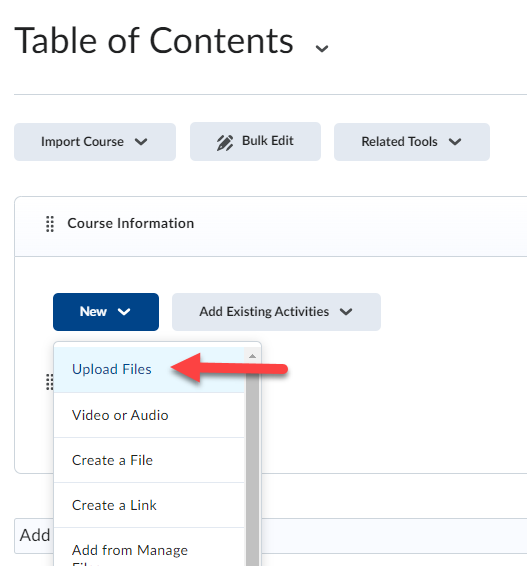 Table of Contents
Import Course
Bulk Edit
Related Tools
Course Information
New
Add Existing Activities
Upload Files
Video or Audio
Create a File
Create a Link
Add
Add from Manage